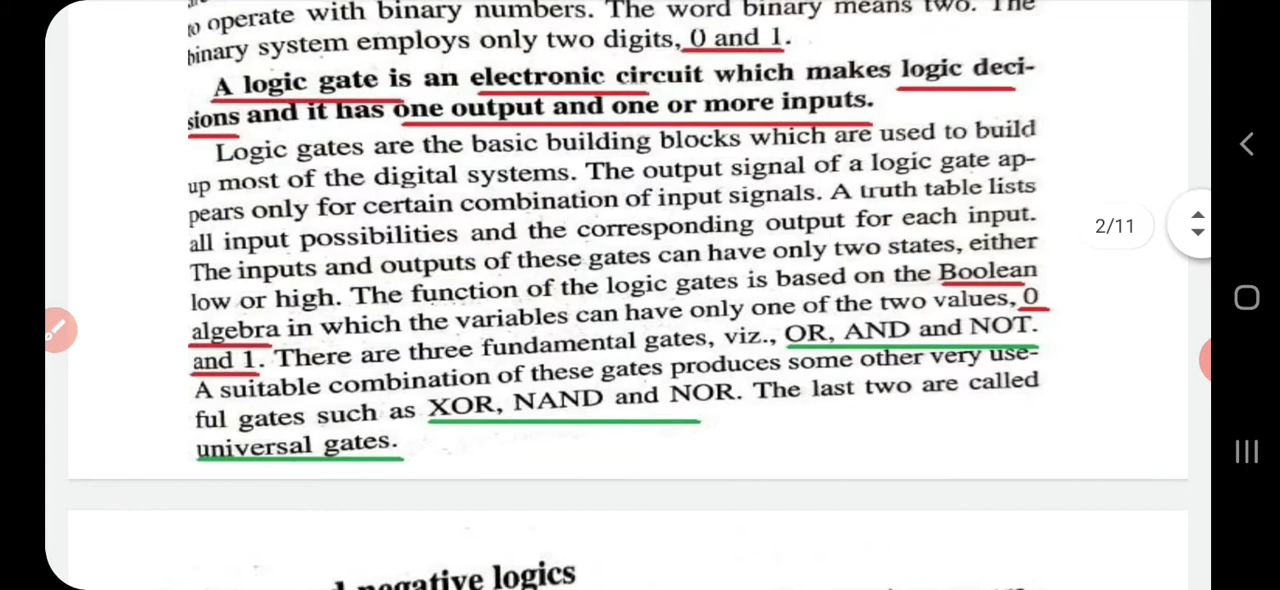 to operate with binary numbers. The word binary means two. The
binary system employs only two digits, 0 and 1.
A logic gate is an electronic circuit which makes logic deci-
sions and it has one output and one or more inputs.
Logic gates are the basic building blocks which are used to build
up most of the digital systems. The output signal of a logic gate ap-
pears only for certain combination of input signals. A truth table lists
all input possibilities and the corresponding output for each input.
The inputs and outputs of these gates can have only two states, either
low or high. The function of the logic gates is based on the Boolean
algebra in which the variables can have only one of the two values, 0
and 1. There are three fundamental gates, viz., OR, AND and NOT.
A suitable combination of these gates produces some other very use-
ful gates such as XOR, NAND and NOR. The last two are called
universal gates.
2/11
negative logics